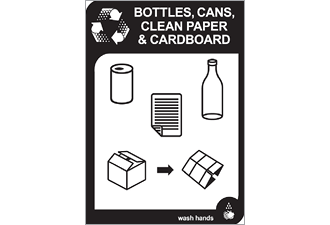 BOTTLES, CANS,
CLEAN PAPER
& CARDBOARD
wash hands